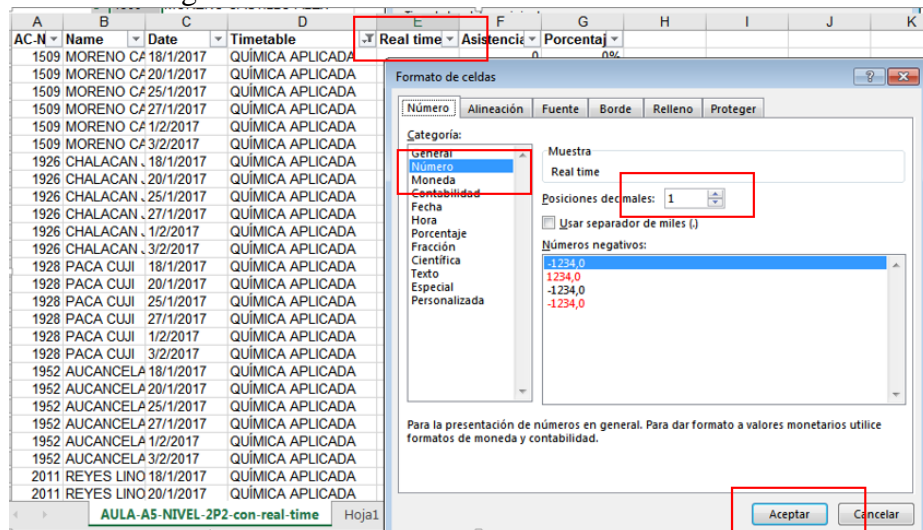 A B C D E F G H I J K
AC-N Name Date Timetable Real time Asistencia Porcentaj
1509 MORENO CA 18/1/2017 QUÍMICA APLICADA 0 0%
1509 MORENO CA 20/1/2017 QUÍMICA APLICADA
1509 MORENO CA 25/1/2017 QUÍMICA APLICADA
1509 MORENO CA 27/1/2017 QUÍMICA APLICADA
1509 MORENO CA 1/2/2017 QUÍMICA APLICADA
1509 MORENO CA 3/2/2017 QUÍMICA APLICADA
1926 CHALACAN J 18/1/2017 QUÍMICA APLICADA
1926 CHALACAN J 20/1/2017 QUÍMICA APLICADA
1926 CHALACAN J 25/1/2017 QUÍMICA APLICADA
1926 CHALACAN J 27/1/2017 QUÍMICA APLICADA
1926 CHALACAN J 1/2/2017 QUÍMICA APLICADA
1926 CHALACAN J 3/2/2017 QUÍMICA APLICADA
1928 PACA CUJI 18/1/2017 QUÍMICA APLICADA
1928 PACA CUJI 20/1/2017 QUÍMICA APLICADA
1928 PACA CUJI 25/1/2017 QUÍMICA APLICADA
1928 PACA CUJI 27/1/2017 QUÍMICA APLICADA
1928 PACA CUJI 1/2/2017 QUÍMICA APLICADA
1928 PACA CUJI 3/2/2017 QUÍMICA APLICADA
1952 AUCANCELA 18/1/2017 QUÍMICA APLICADA
1952 AUCANCELA 20/1/2017 QUÍMICA APLICADA
1952 AUCANCELA 25/1/2017 QUÍMICA APLICADA
1952 AUCANCELA 27/1/2017 QUÍMICA APLICADA
1952 AUCANCELA 1/2/2017 QUÍMICA APLICADA
1952 AUCANCELA 3/2/2017 QUÍMICA APLICADA
2011 REYES LINO 18/1/2017 QUÍMICA APLICADA
2011 REYES LINO 20/1/2017 QUÍMICA APLICADA
AULA-A5-NIVEL-2P2-con-real-time Hoja1
Formato de celdas
Número Alineación Fuente Borde Relleno Proteger
Categoría:
General
Número
Moneda
Contabilidad
Fecha
Hora
Porcentaje
Fracción
Científica
Texto
Especial
Personalizada
Muestra
Real time
Posiciones decimales: 1
Usar separador de miles (.)
Números negativos:
-1234,0
1234,0
-1234,0
-1234,0
Para la presentación de números en general. Para dar formato a valores monetarios utilice
formatos de moneda y contabilidad.
Aceptar Cancelar